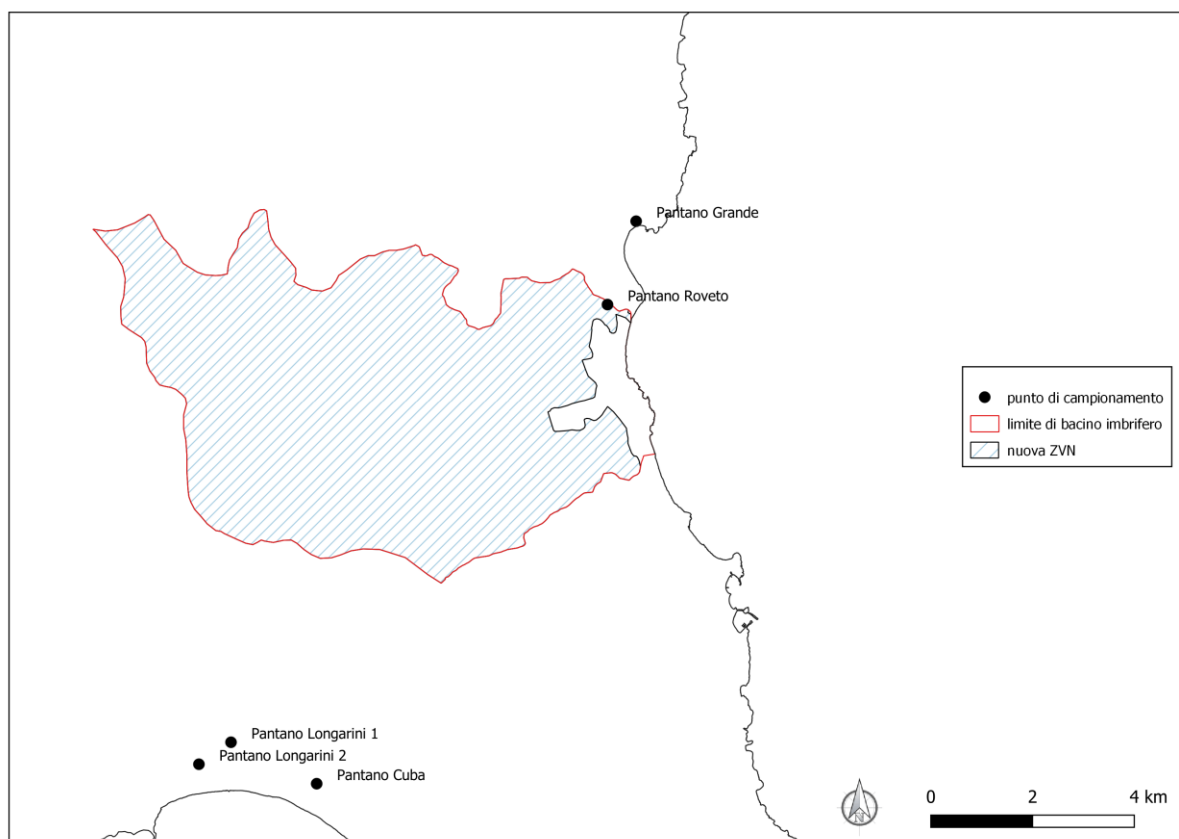 Pantano Grande
Pantano Roveto
punto di campionamento
limite di bacino imbrifero
nuova ZVN
Pantano Longarini 1
Pantano Longarini 2
Pantano Cuba
N
0 2 4 km